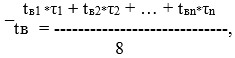 tв1 *τ1 + tв2*τ2 + … + tвn*τn
‾tв = -----------------------------,
8